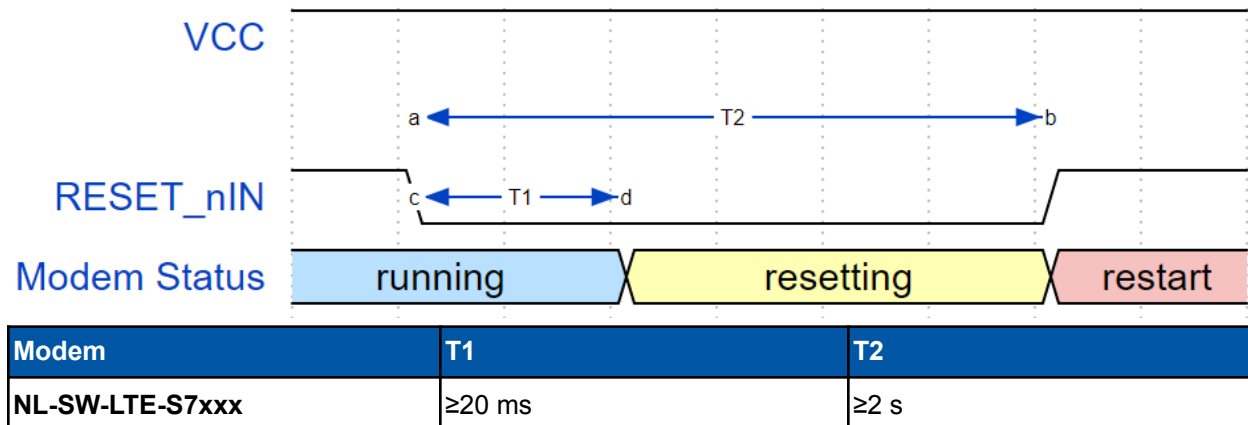 VCC
a T2 b
RESET_nIN c T1 d
Modem Status running resetting restart
Modem T1 T2
NL-SW-LTE-S7xxx ≥20 ms ≥2 s